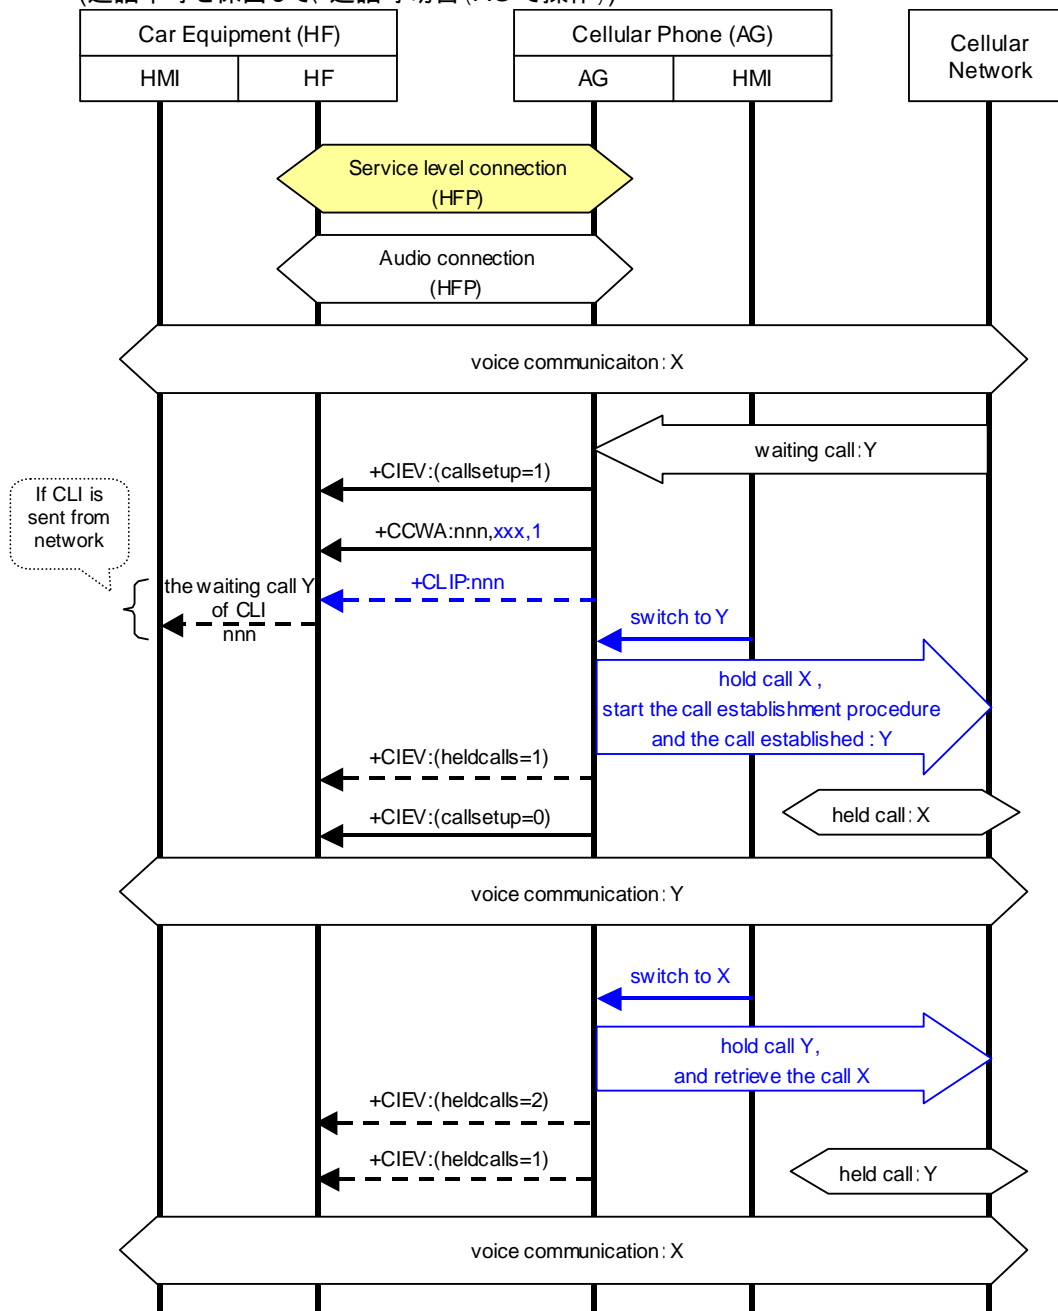 Car Equipment (HF)
HMI
HF
Cellular Phone (AG)
AG
HMI
Cellular
Network
Service level connection
(HFP)
Audio connection
(HFP)
voice communicaiton: X
waiting call: Y
+CIEV:(callsetup=1)
If CLI is
sent from
network
+CCWA:nnn,xxx,1
+CLIP:nnn
the waiting call Y
of CLI
nnn
switch to Y
hold call X ,
start the call establishment procedure
and the call established : Y
+CIEV:(heldcalls=1)
held call: X
+CIEV:(callsetup=0)
voice communication: Y
switch to X
hold call Y,
and retrieve the call X
+CIEV:(heldcalls=2)
+CIEV:(heldcalls=1)
held call: Y
voice communication: X